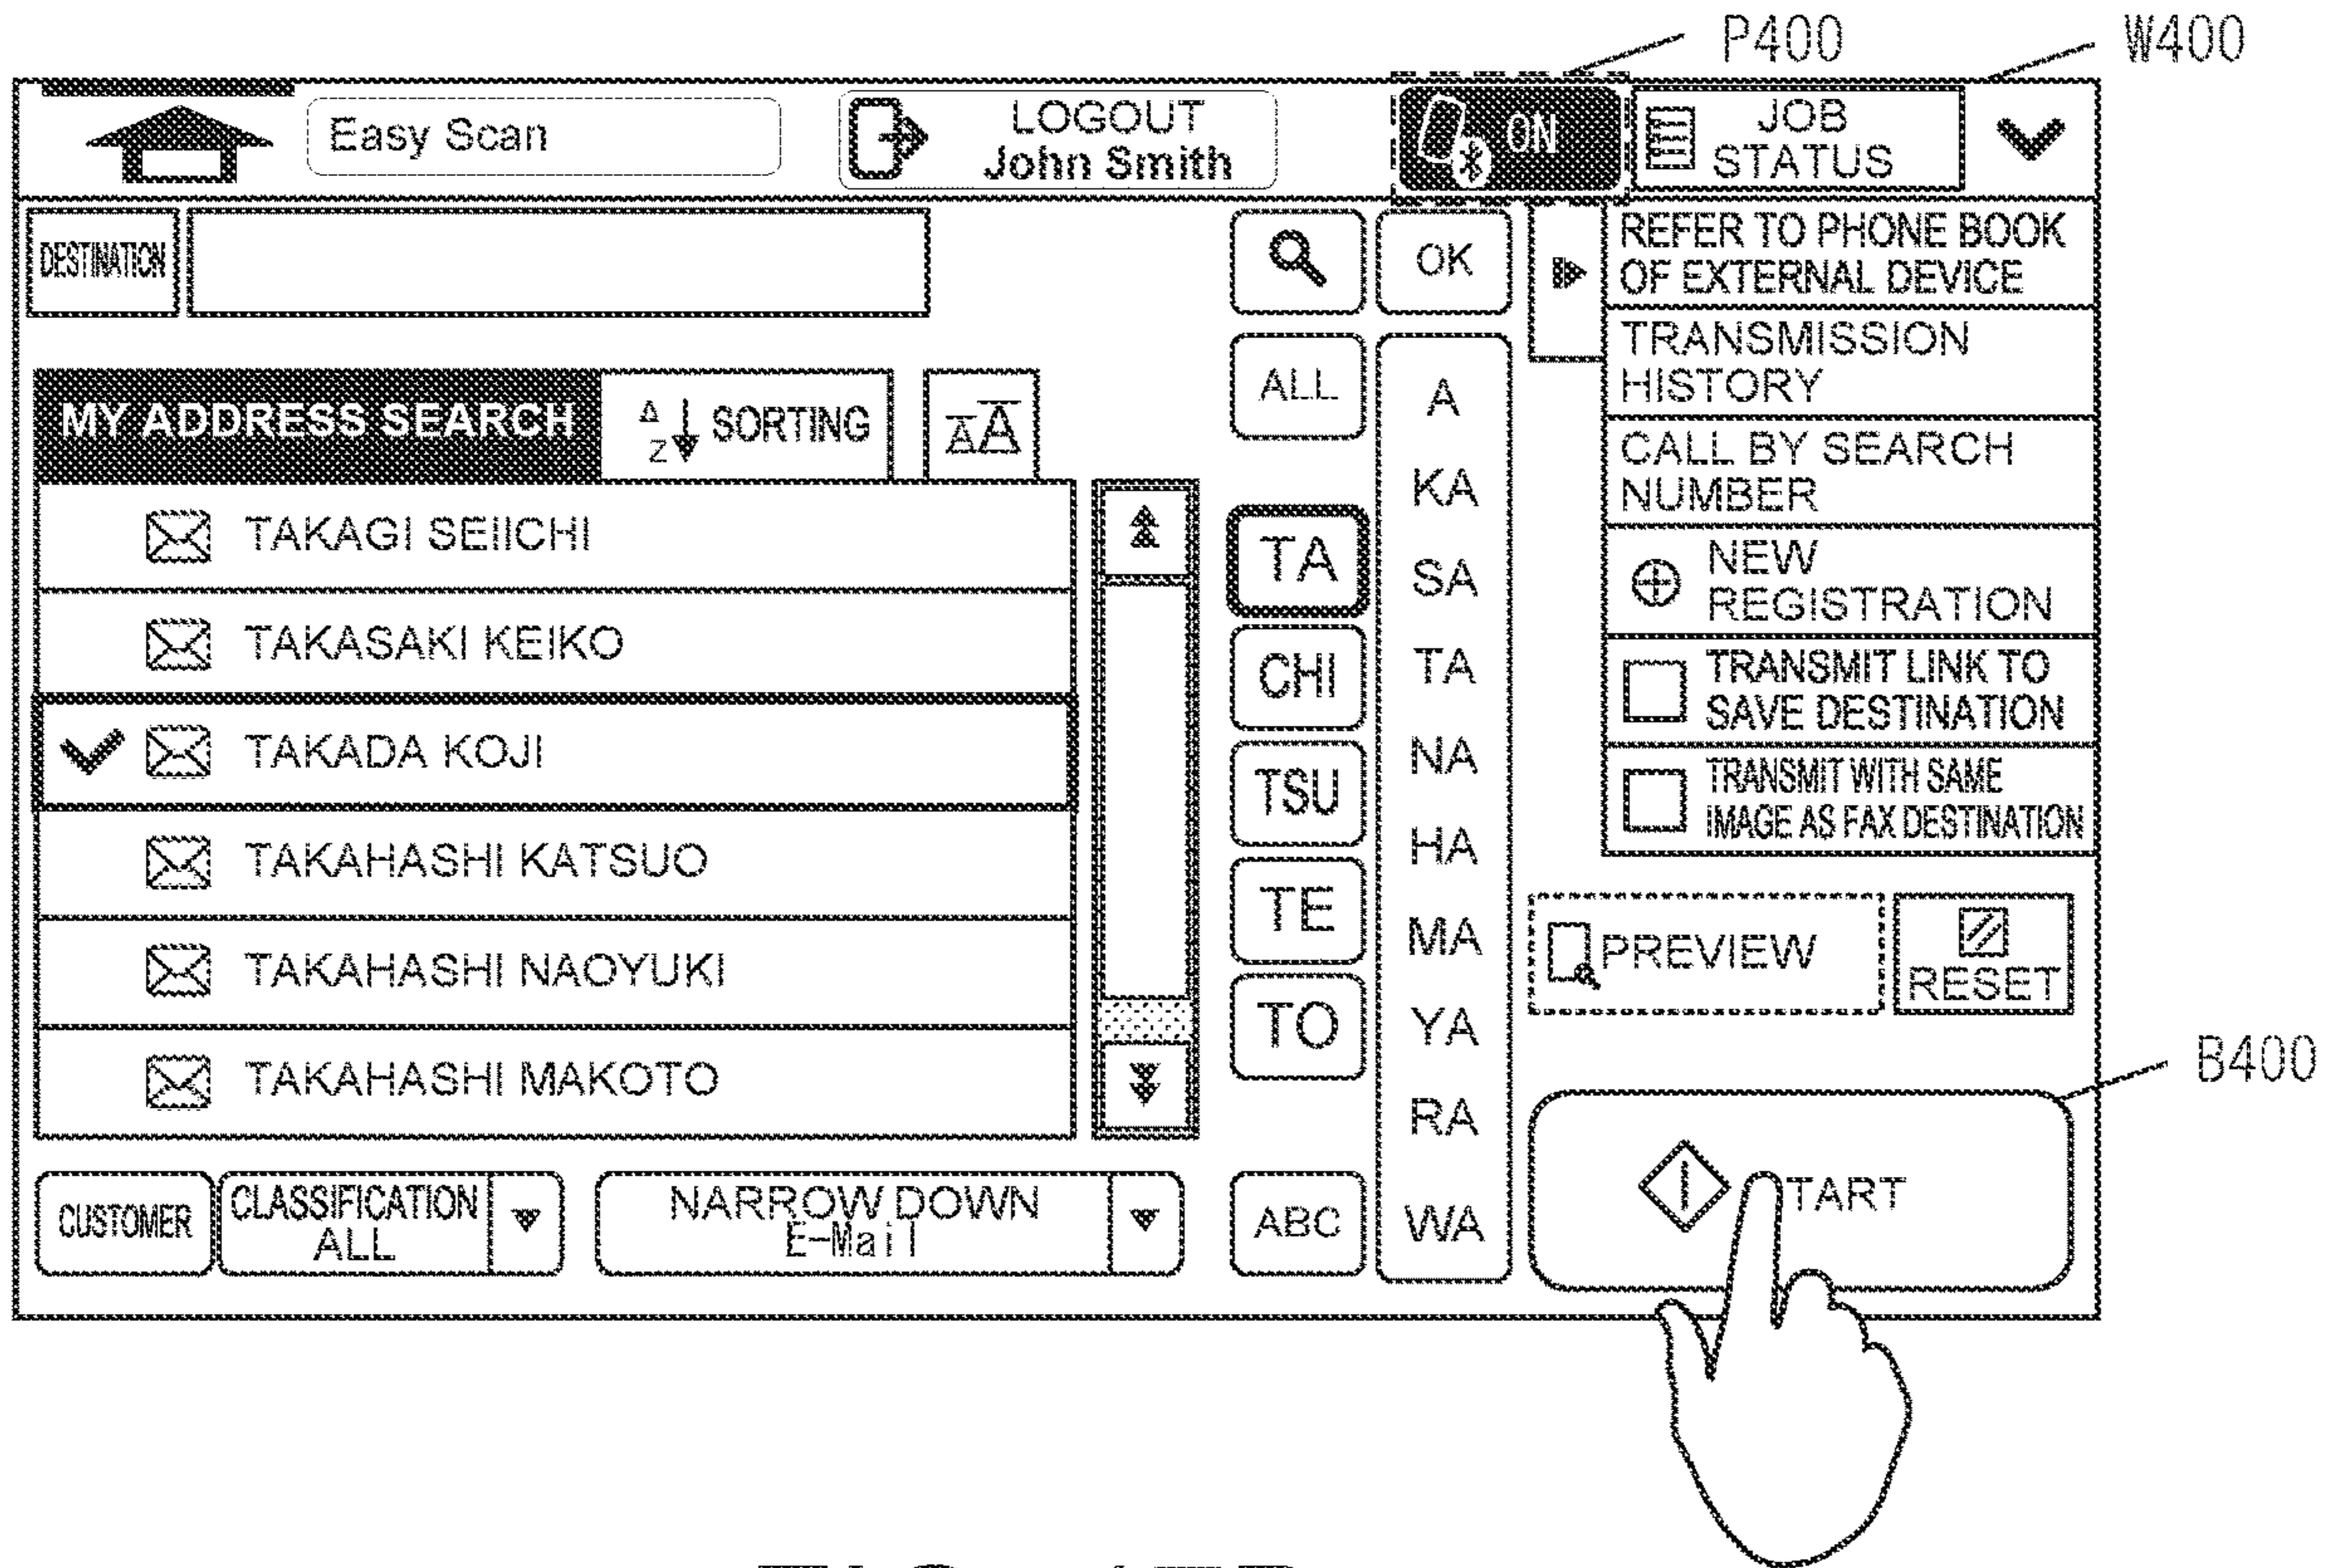 P400
W400
Easy Scan
LOGOUT
John Smith
ON
JOB
STATUS
DESTINATION
OK
REFER TO PHONE BOOK
OF EXTERNAL DEVICE
TRANSMISSION
HISTORY
CALL BY SEARCH
NUMBER
NEW
REGISTRATION
TRANSMIT LINK TO
SAVE DESTINATION
TRANSMIT WITH SAME
IMAGE AS FAX DESTINATION
MY ADDRESS SEARCH
A
Z
SORTING
AA
TAKAGI SEIICHI
TAKASAKI KEIKO
TAKADA KOJI
TAKAHASHI KATSUO
TAKAHASHI NAOYUKI
TAKAHASHI MAKOTO
ALL
TA
CHI
TSU
TE
TO
ABC
A
KA
SA
TA
NA
HA
MA
YA
RA
WA
PREVIEW
RESET
B400
TART
CUSTOMER
CLASSIFICATION
ALL
NARROW DOWN
E-Mail